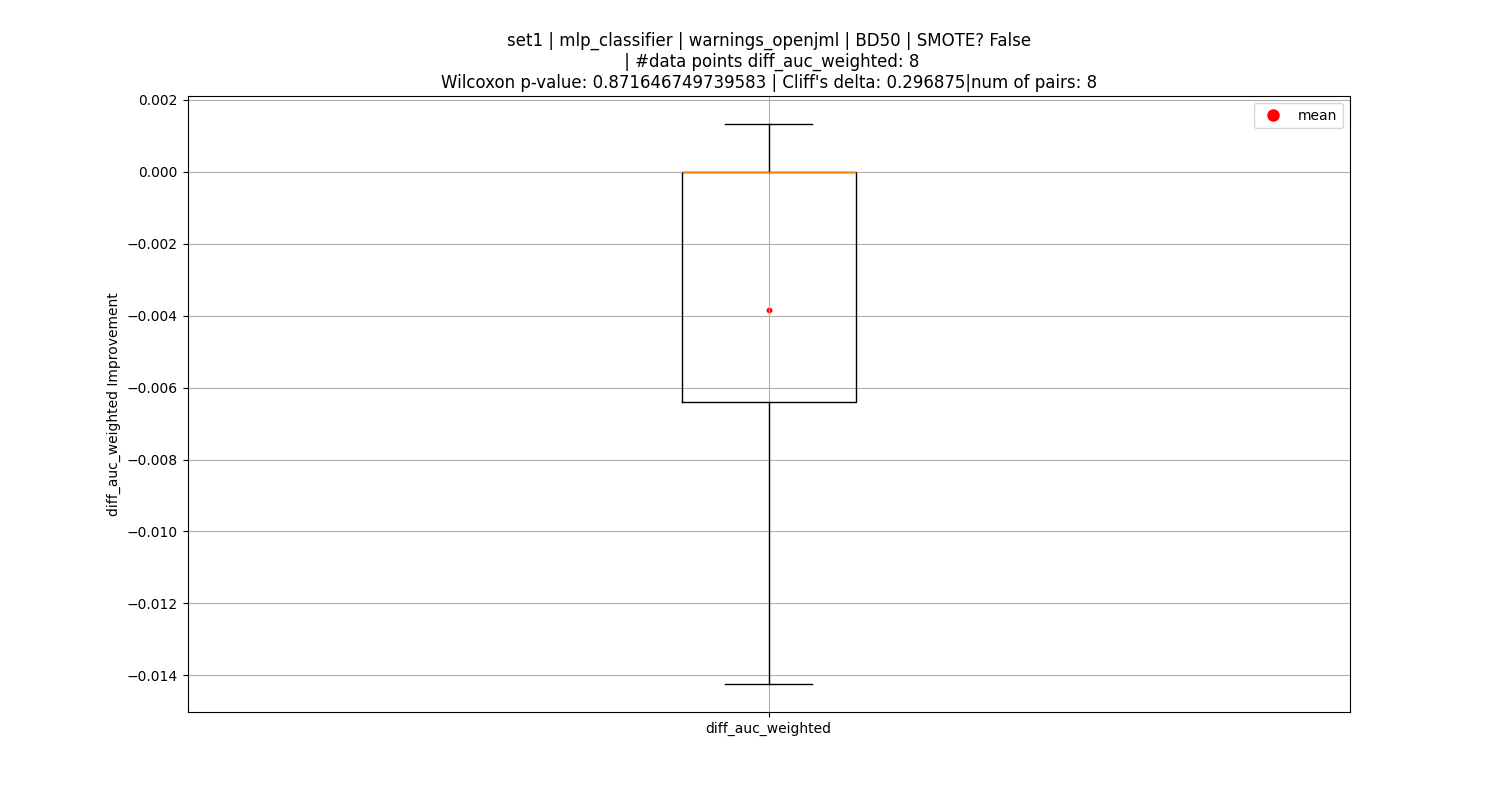 set1 | mlp_classifier | warnings_openjml | BD50 | SMOTE? False
| #data points diff_auc_weighted: 8
Wilcoxon p-value: 0.871646749739583 | Cliff's delta: 0.296875|num of pairs: 8
mean
0.002
0.000
−0.002
−0.004
−0.006
−0.008
−0.010
−0.012
−0.014
diff_auc_weighted Improvement
diff_auc_weighted